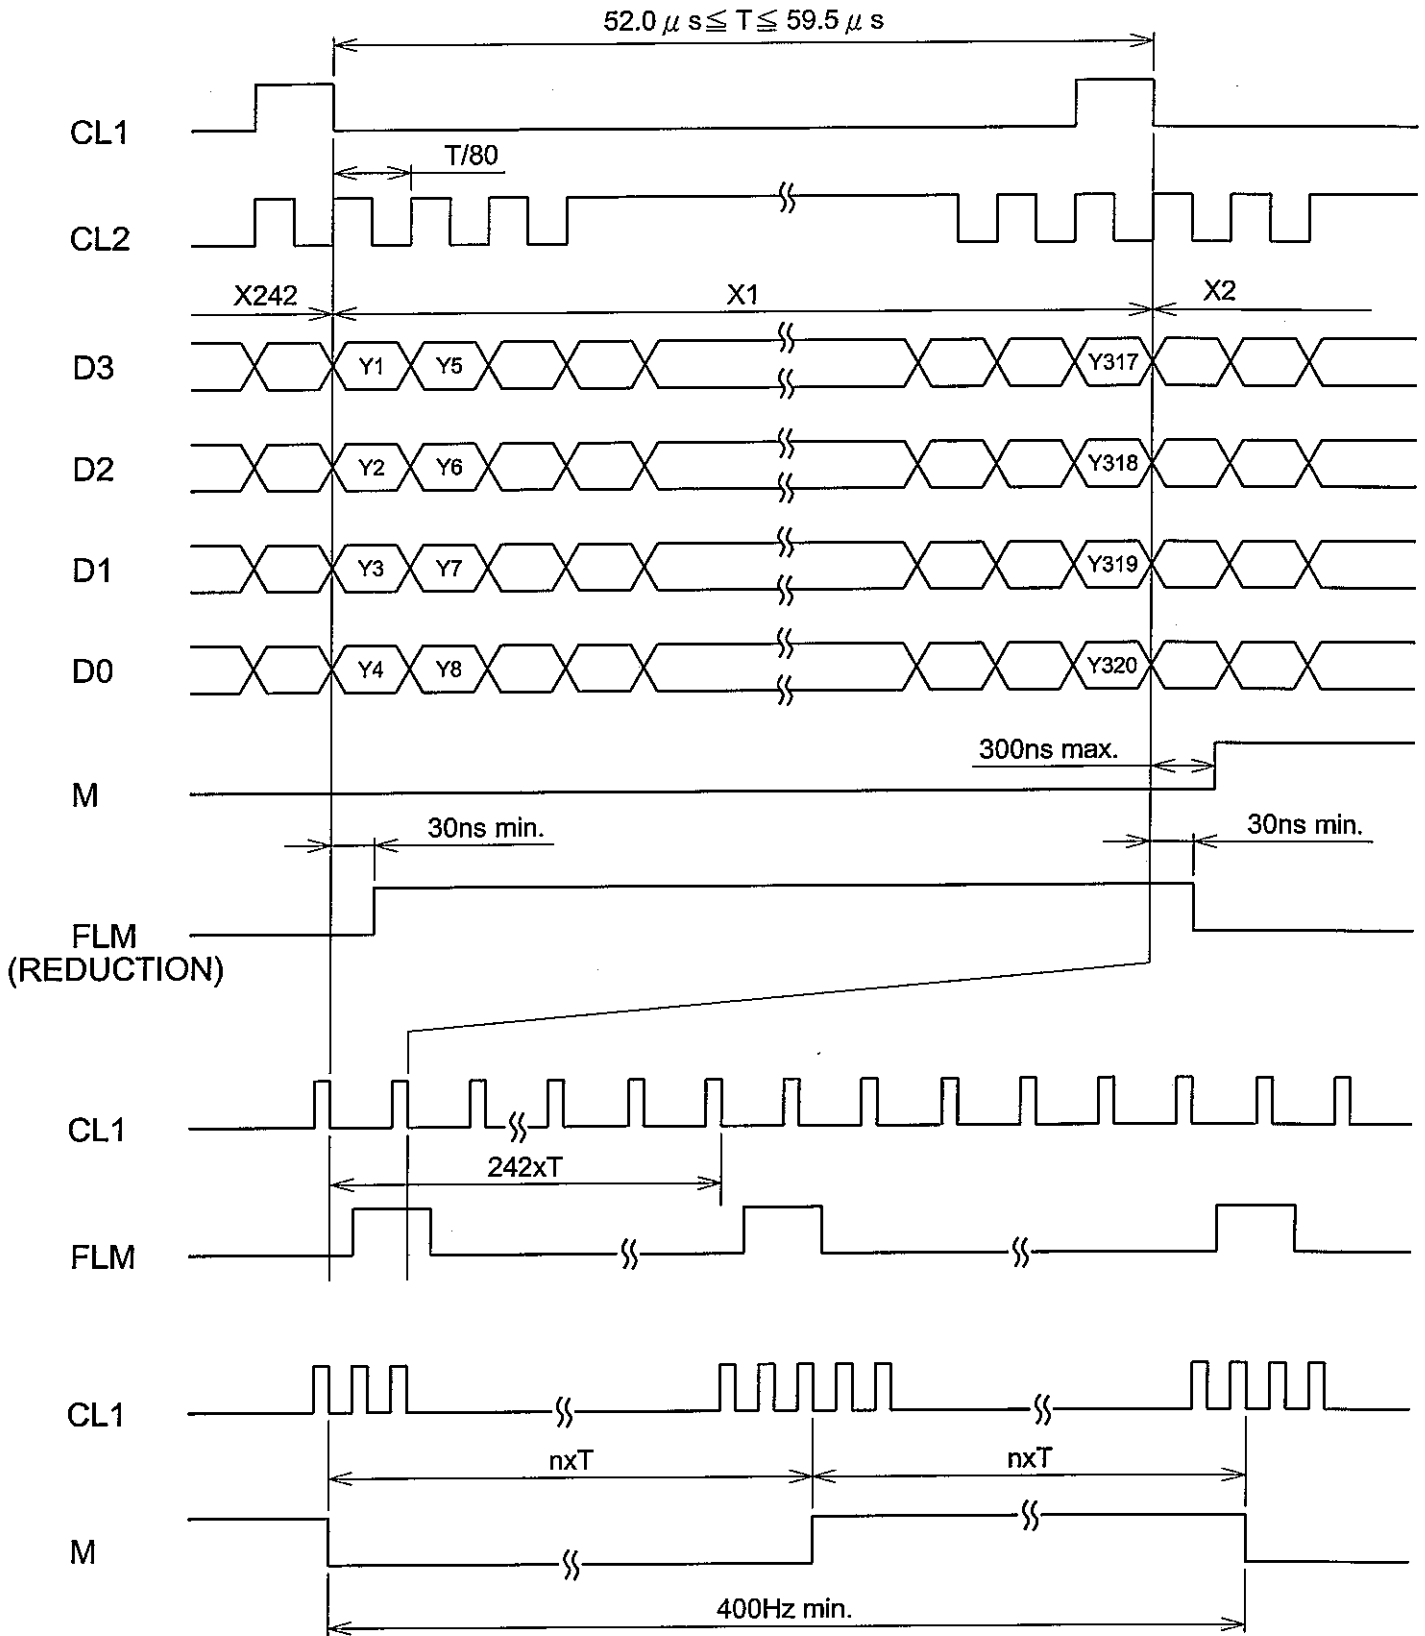 52.0 μ s≦ T≦ 59.5 μ s
CL1
T/80
CL2
X242 X1 X2
D3 Y1 Y5 Y317
D2 Y2 Y6 Y318
D1 Y3 Y7 Y319
D0 Y4 Y8 Y320
300ns max.
M
30ns min. 30ns min.
FLM
(REDUCTION)
CL1
242xT
FLM
CL1
nxT nxT
M
400Hz min.